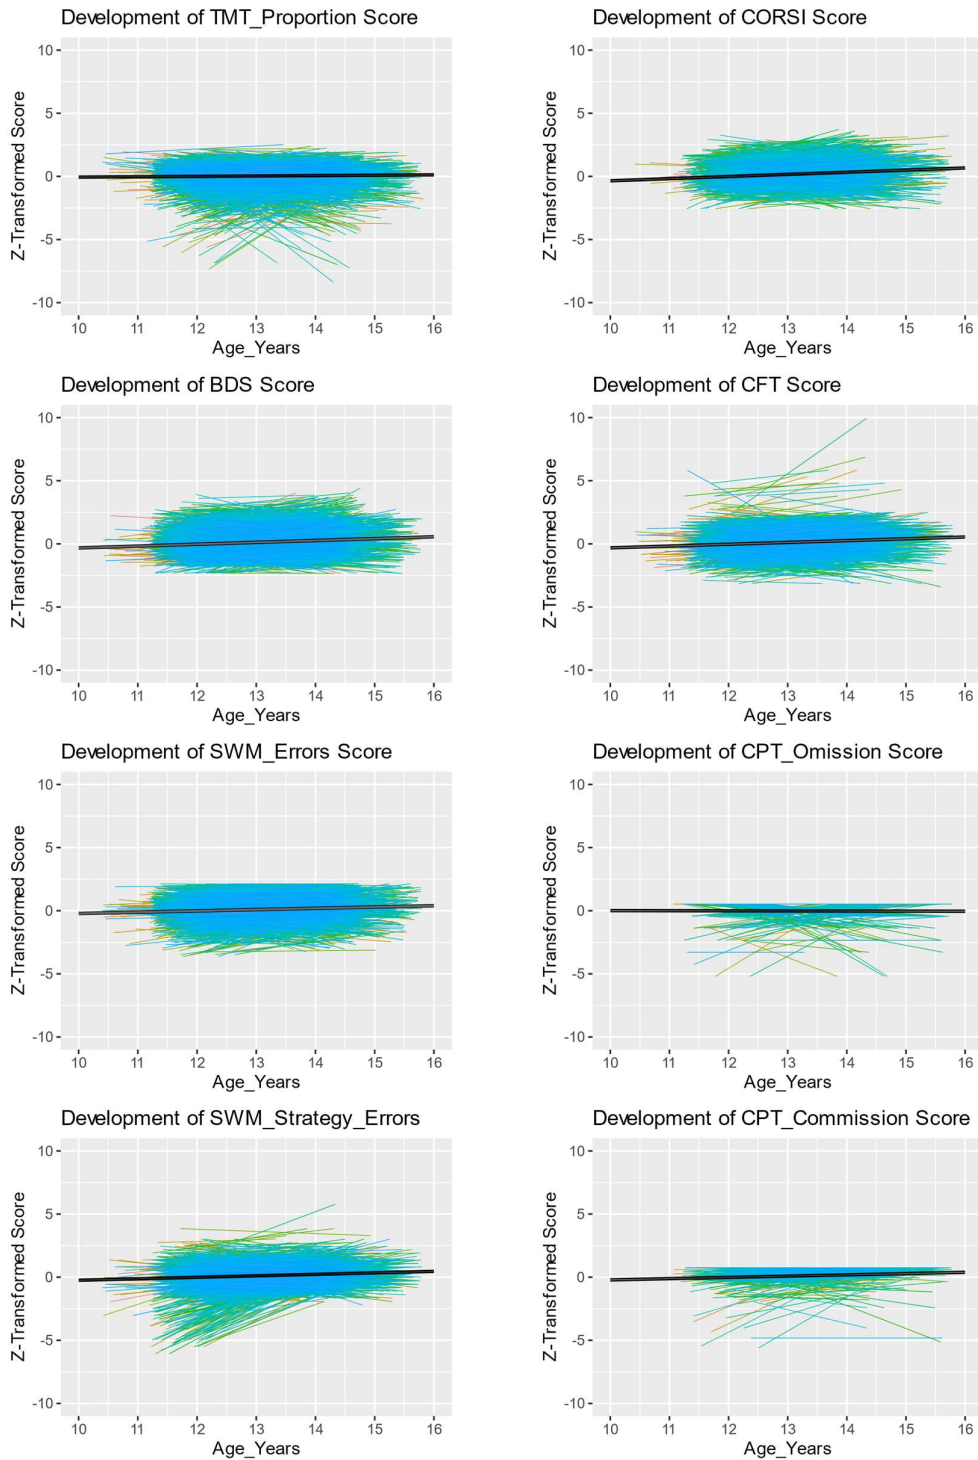 Development of TMT_Proportion Score
10
5
0
-5
-10
Z-Transformed Score
10 11 12 13 14 15 16
Age_Years
Development of CORSI Score
10
5
0
-5
-10
Z-Transformed Score
10 11 12 13 14 15 16
Age_Years
Development of BDS Score
10
5
0
-5
-10
Z-Transformed Score
10 11 12 13 14 15 16
Age_Years
Development of CFT Score
10
5
0
-5
-10
Z-Transformed Score
10 11 12 13 14 15 16
Age_Years
Development of SWM_Errors Score
10
5
0
-5
-10
Z-Transformed Score
10 11 12 13 14 15 16
Age_Years
Development of CPT_Omission Score
10
5
0
-5
-10
Z-Transformed Score
10 11 12 13 14 15 16
Age_Years
Development of SWM_Strategy_Errors
10
5
0
-5
-10
Z-Transformed Score
10 11 12 13 14 15 16
Age_Years
Development of CPT_Commission Score
10
5
0
-5
-10
Z-Transformed Score
10 11 12 13 14 15 16
Age_Years